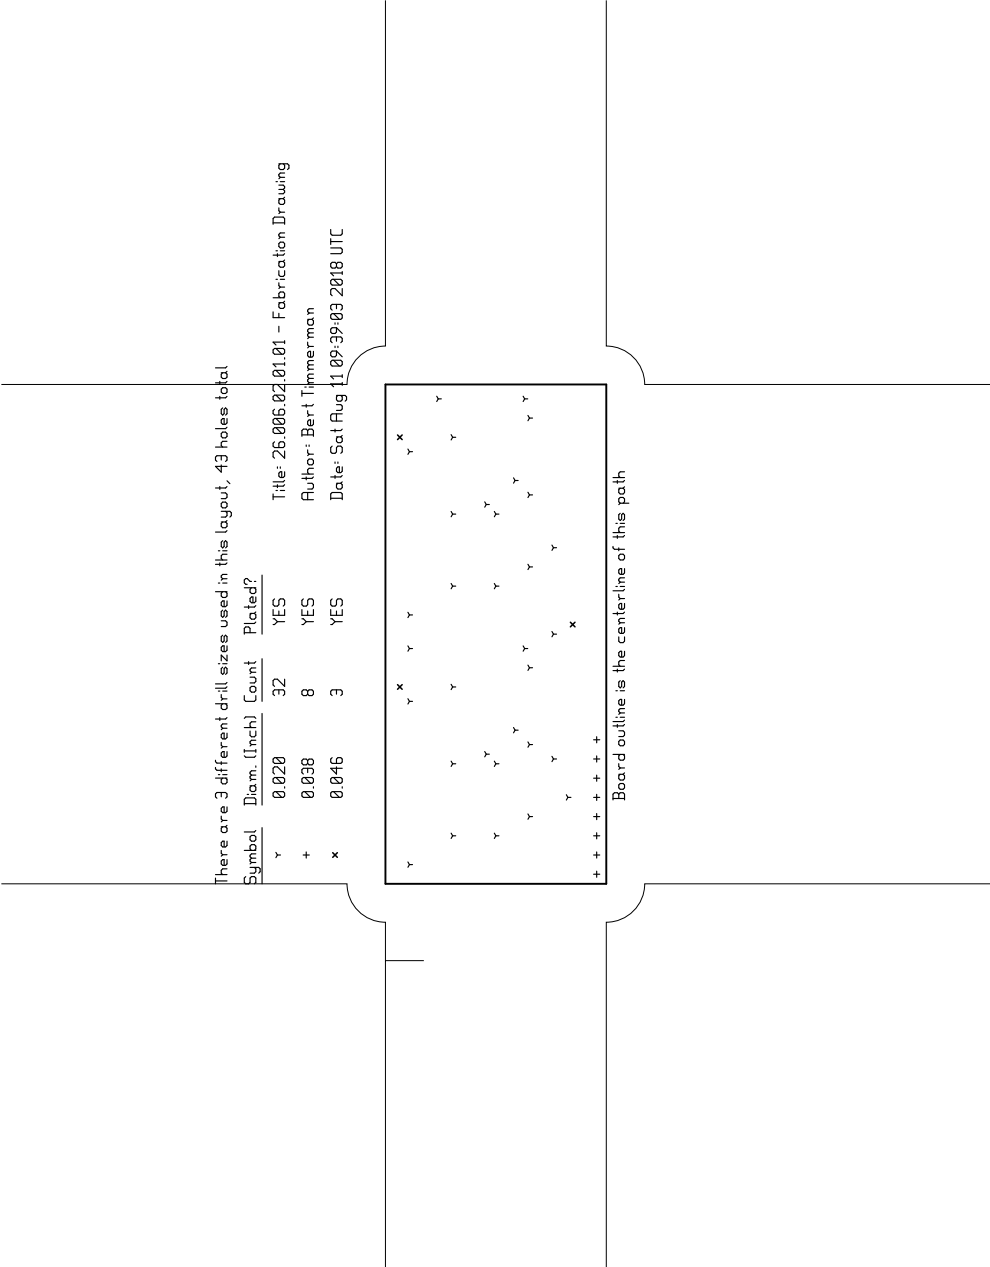 There are 3 different drill sizes used in this layout, 43 holes total
Symbol Diam. (Inch) Count Plated?
Y 0.020 32 YES
+ 0.038 8 YES
x 0.046 3 YES
Title: 26.006.02.01.01 - Fabrication Drawing
Author: Bert Timmerman
Date: Sat Aug 11 09:39:03 2018 UTC
Board outline is the centerline of this path